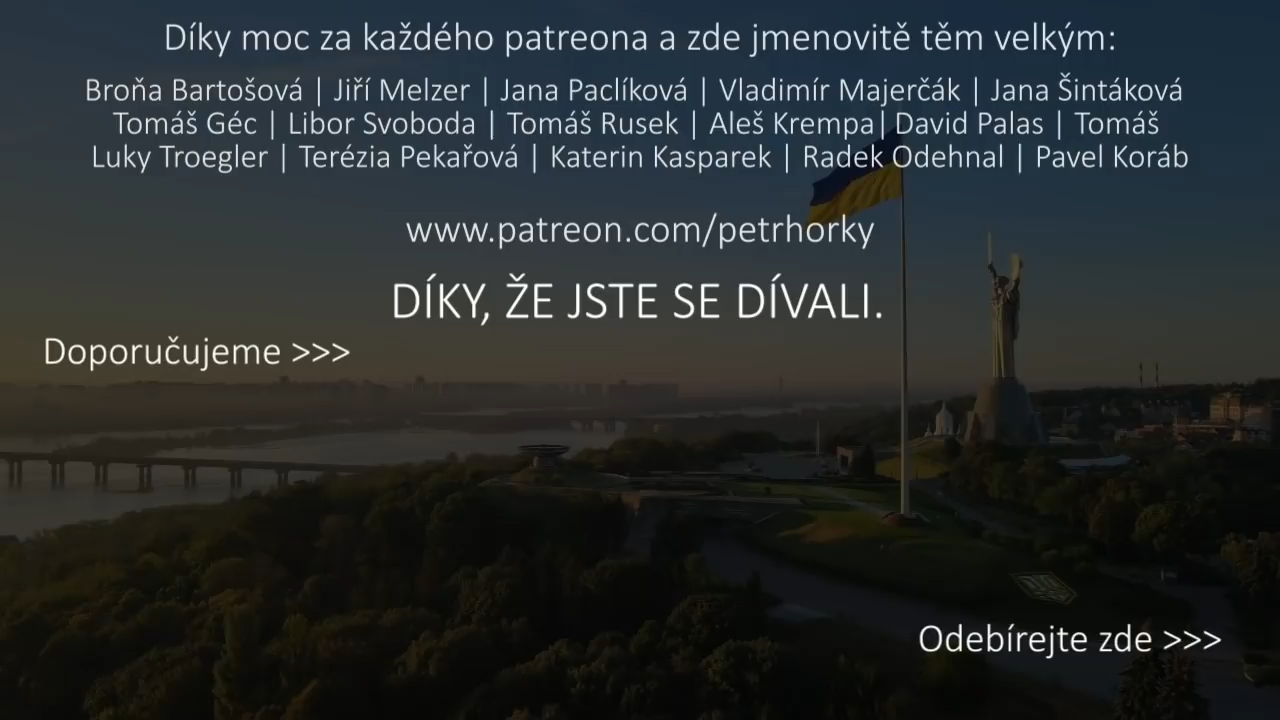 Díky moc za každého patreona a zde jmenovitě těm velkým:
Broňa Bartošová | Jiří Melzer | Jana Paclíková | Vladimír Majerčák | Jana Šintáková
Tomáš Géc | Libor Svoboda | Tomáš Rusek | Aleš Krempa| David Palas | Tomáš
Luky Troegler | Terézia Pekařová | Katerin Kasparek | Radek Odehnal | Pavel Koráb
www.patreon.com/petrhorky
DÍKY, ŽE JSTE SE DÍVALI.
Doporučujeme >>>
Odebírejte zde >>>